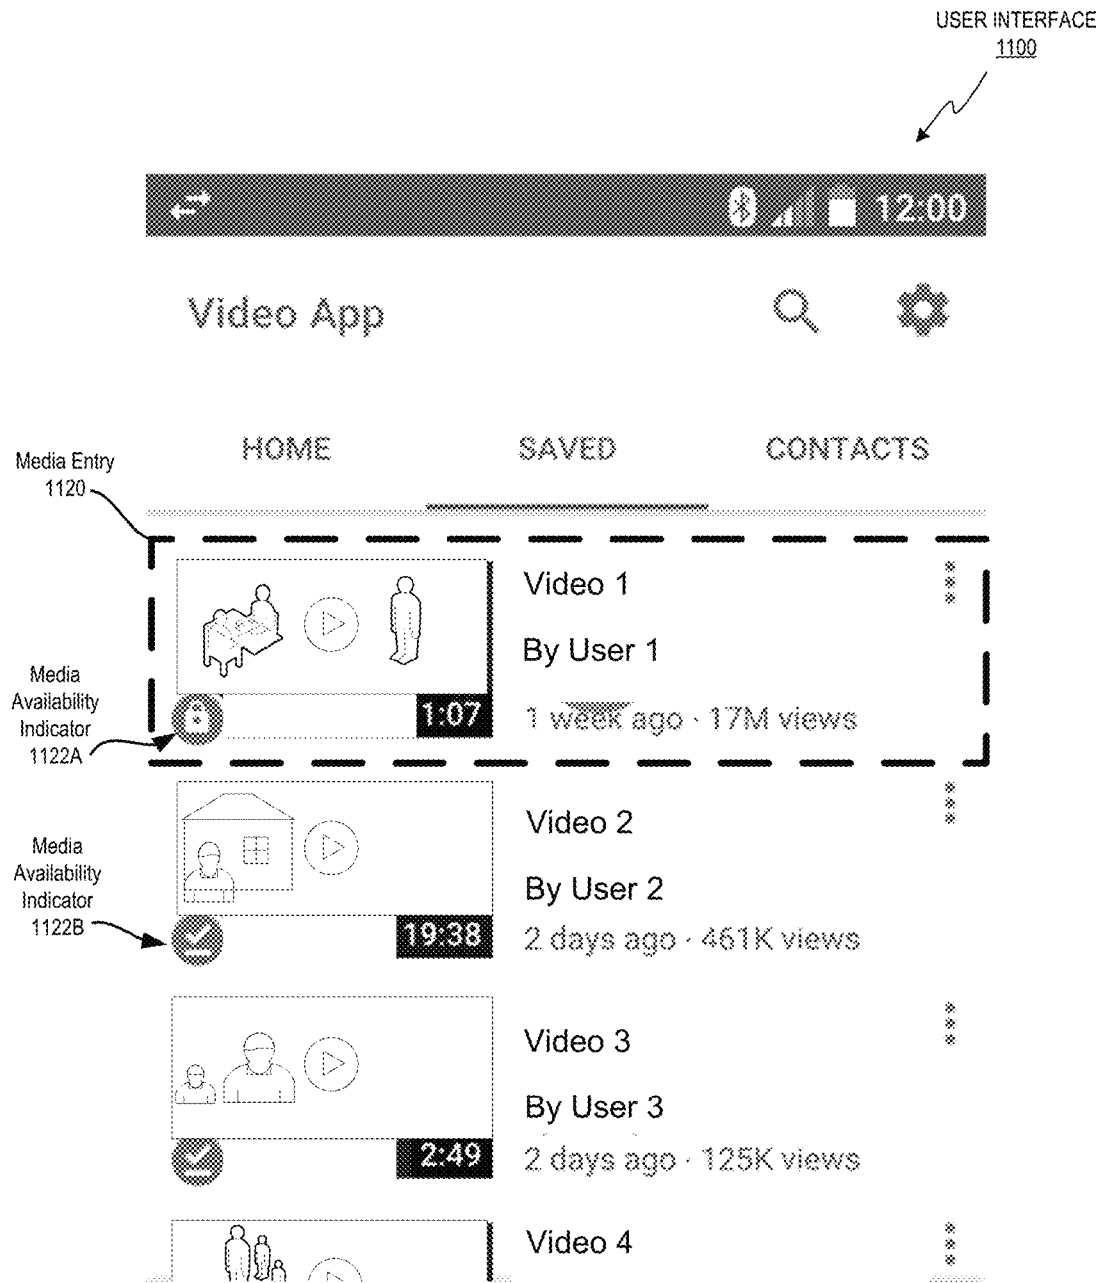 USER INTERFACE
1100
12:00
Video App
HOME SAVED CONTACTS
Media Entry
1120
Video 1
By User 1
1:07
1 week ago · 17M views
Media
Availability
Indicator
1122A
Video 2
By User 2
19:38
2 days ago · 461K views
Media
Availability
Indicator
1122B
Video 3
By User 3
2:49
2 days ago · 125K views
Video 4